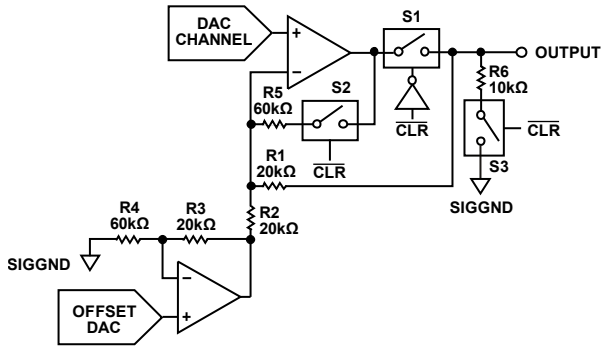 DAC
CHANNEL
+
–
S1
OUTPUT
R6
10kΩ
R5
60kΩ
S2
CLR
CLR
CLR
S3
R1
20kΩ
SIGGND
R4
60kΩ
R3
20kΩ
R2
20kΩ
SIGGND
–
+
OFFSET
DAC